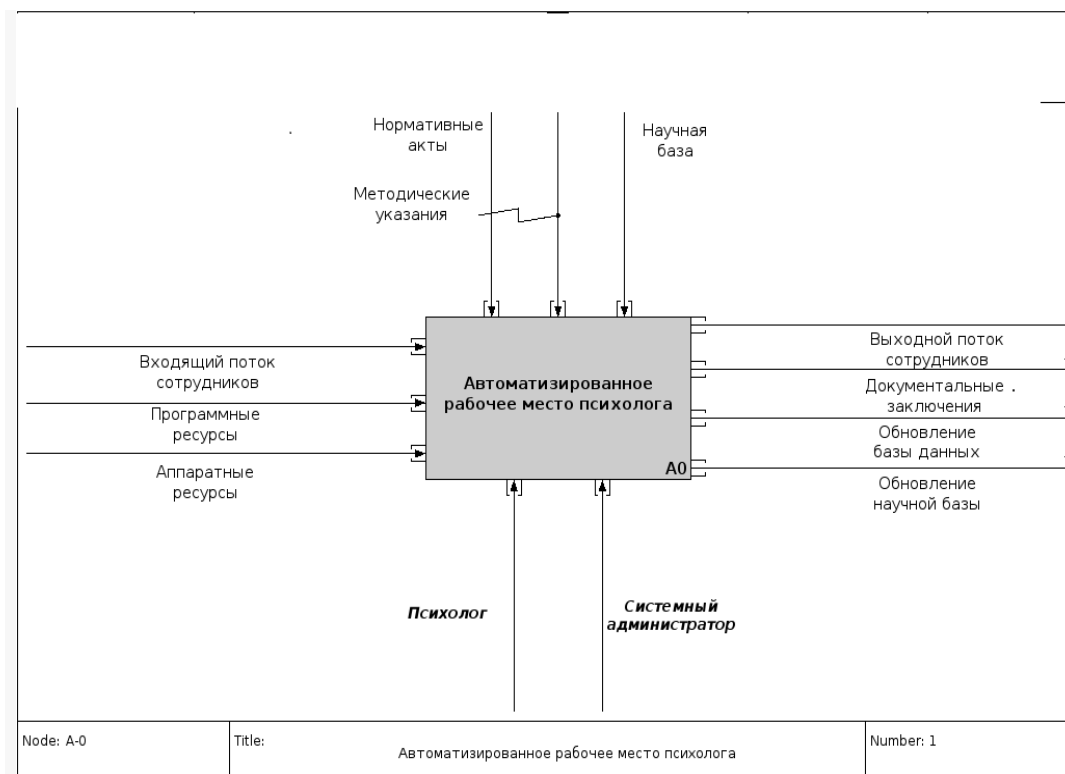 Нормативные
акты
Научная
база
Методические
указания
Входящий поток
сотрудников
Программные
ресурсы
Аппаратные
ресурсы
Автоматизированное
рабочее место психолога
A0
Выходной поток
сотрудников
Документальные .
заключения
Обновление
базы данных
Обновление
научной базы
Психолог
Системный
администратор
Node: A-0
Title:
Автоматизированное рабочее место психолога
Number: 1